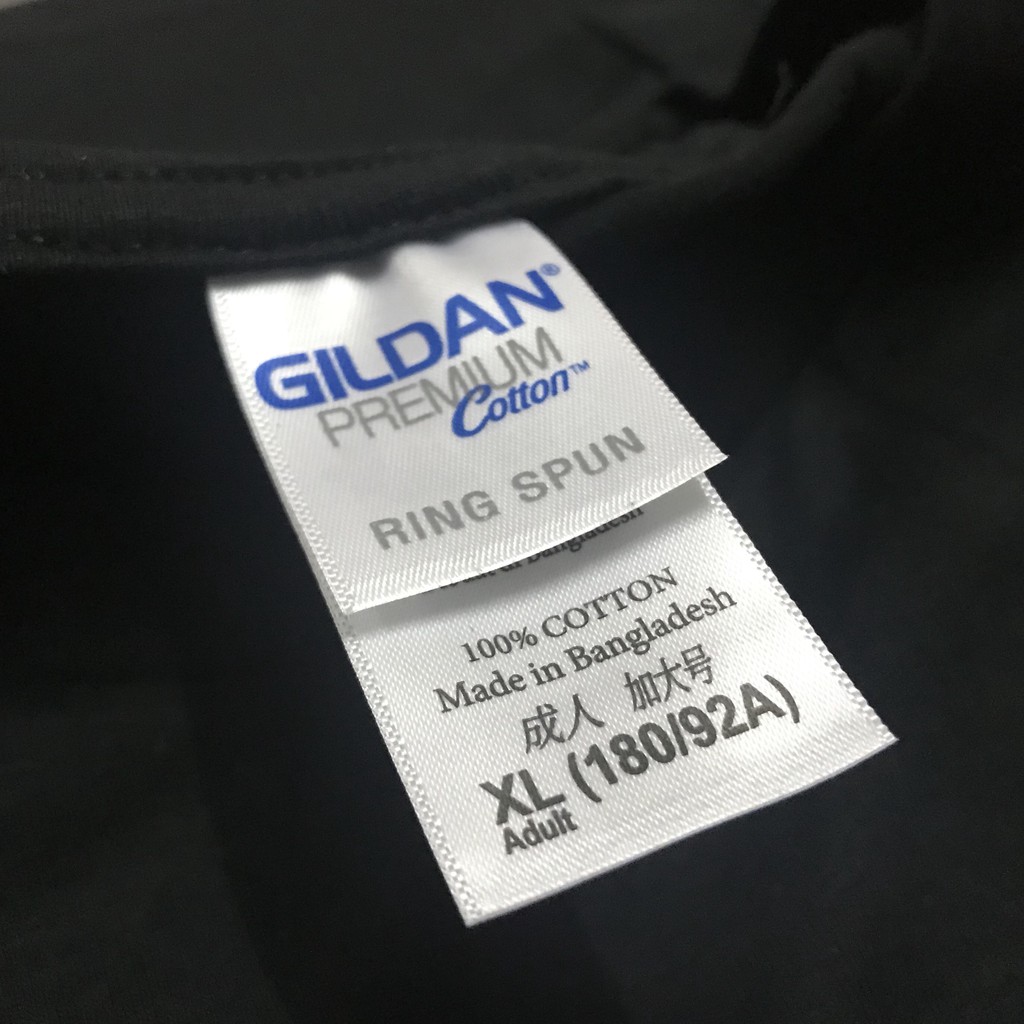 GILDAN®
PREMIUM
Cotton™
RING SPUN
Bangladesh
100% COTTON
Made in Bangladesh
成人 加大号
XL (180/92A)
Adult